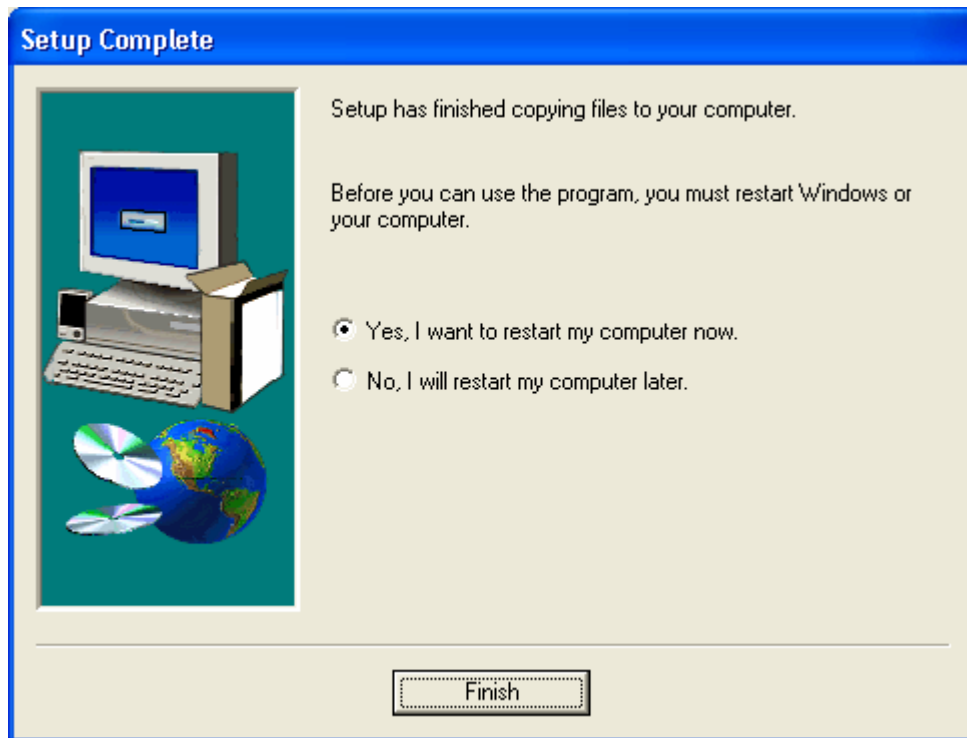 Setup Complete
Setup has finished copying files to your computer.
Before you can use the program, you must restart Windows or
your computer.
Yes, I want to restart my computer now.
No, I will restart my computer later.
Finish